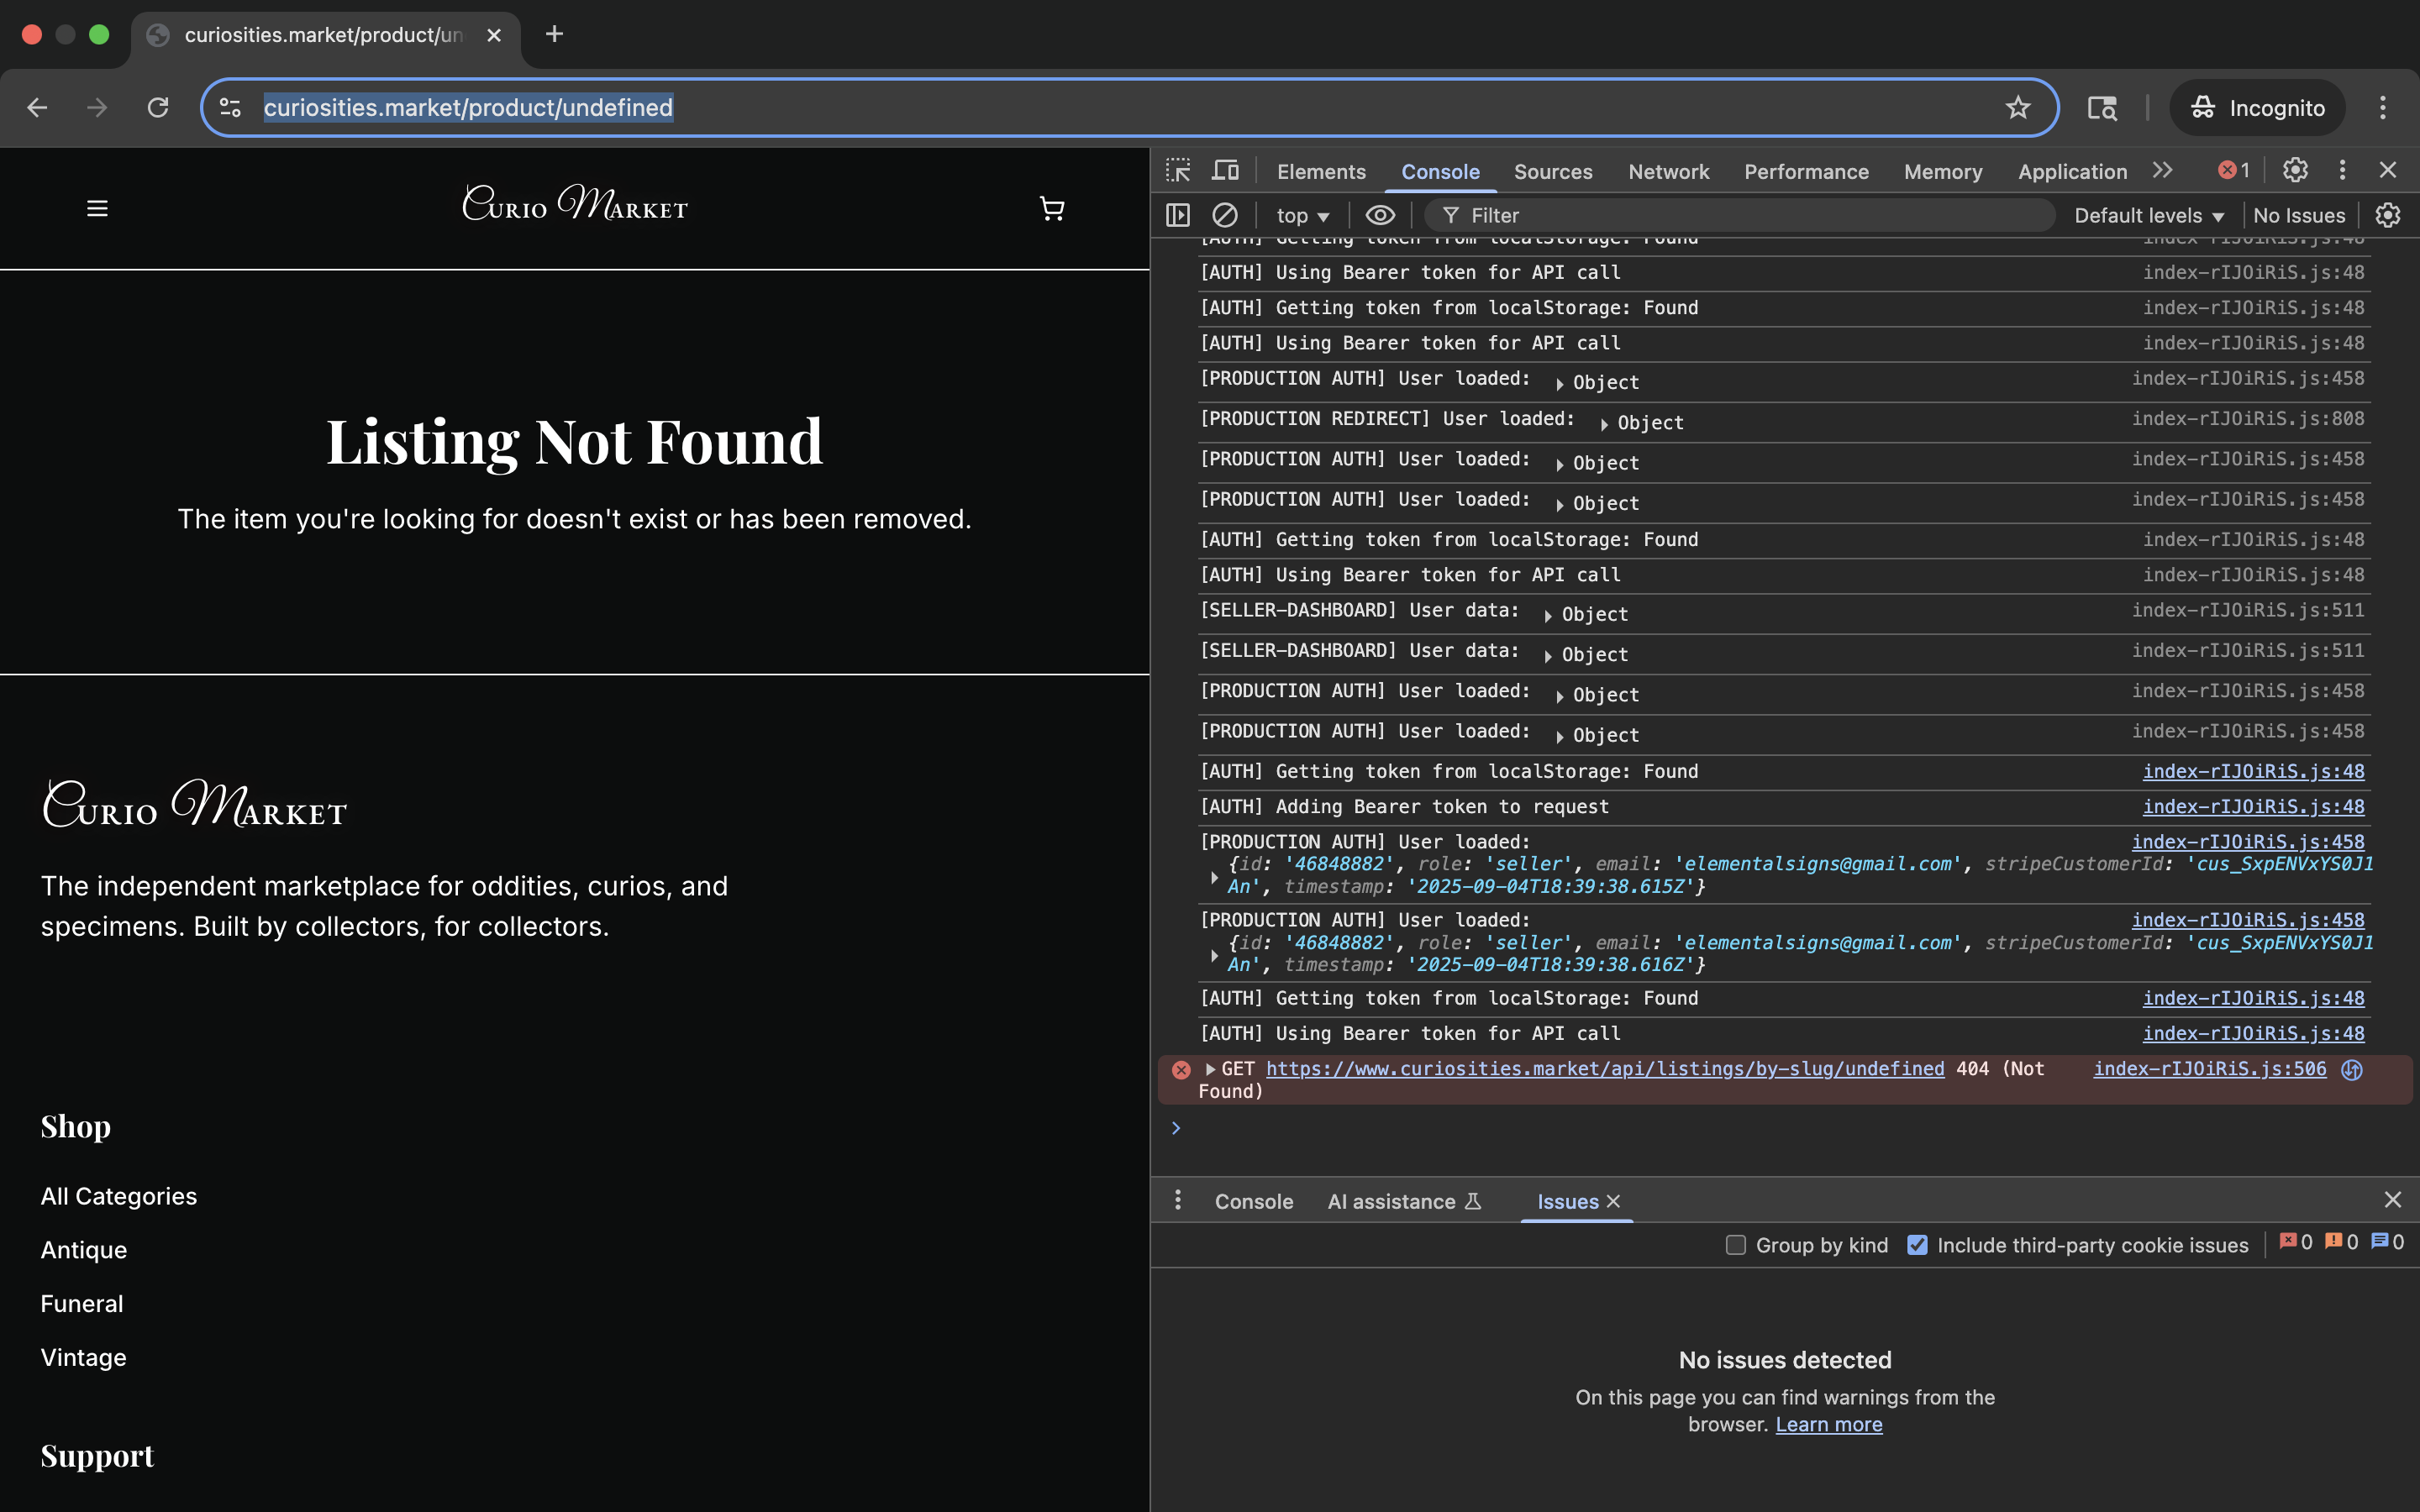 curiosities.market/product/un
curiosities.market/product/undefined
Incognito
CURIO MARKET
Listing Not Found
The item you're looking for doesn't exist or has been removed.
CURIO MARKET
The independent marketplace for oddities, curios, and
specimens. Built by collectors, for collectors.
Shop
All Categories
Antique
Funeral
Vintage
Support
Elements Console Sources Network Performance Memory Application 1
top Filter Default levels No Issues
[AUTH] Getting token from localStorage: Found index-rIJOiRiS.js:48
[AUTH] Using Bearer token for API call index-rIJOiRiS.js:48
[AUTH] Getting token from localStorage: Found index-rIJOiRiS.js:48
[AUTH] Using Bearer token for API call index-rIJOiRiS.js:48
[PRODUCTION AUTH] User loaded: Object index-rIJOiRiS.js:458
[PRODUCTION REDIRECT] User loaded: Object index-rIJOiRiS.js:808
[PRODUCTION AUTH] User loaded: Object index-rIJOiRiS.js:458
[PRODUCTION AUTH] User loaded: Object index-rIJOiRiS.js:458
[AUTH] Getting token from localStorage: Found index-rIJOiRiS.js:48
[AUTH] Using Bearer token for API call index-rIJOiRiS.js:48
[SELLER-DASHBOARD] User data: Object index-rIJOiRiS.js:511
[SELLER-DASHBOARD] User data: Object index-rIJOiRiS.js:511
[PRODUCTION AUTH] User loaded: Object index-rIJOiRiS.js:458
[PRODUCTION AUTH] User loaded: Object index-rIJOiRiS.js:458
[AUTH] Getting token from localStorage: Found index-rIJOiRiS.js:48
[AUTH] Adding Bearer token to request index-rIJOiRiS.js:48
[PRODUCTION AUTH] User loaded: index-rIJOiRiS.js:458
{id: '46848882', role: 'seller', email: 'elementalsigns@gmail.com', stripeCustomerId: 'cus_SxpENVxYS0J1
An', timestamp: '2025-09-04T18:39:38.615Z'}
[PRODUCTION AUTH] User loaded: index-rIJOiRiS.js:458
{id: '46848882', role: 'seller', email: 'elementalsigns@gmail.com', stripeCustomerId: 'cus_SxpENVxYS0J1
An', timestamp: '2025-09-04T18:39:38.616Z'}
[AUTH] Getting token from localStorage: Found index-rIJOiRiS.js:48
[AUTH] Using Bearer token for API call index-rIJOiRiS.js:48
GET https://www.curiosities.market/api/listings/by-slug/undefined 404 (Not index-rIJOiRiS.js:506
Found)
Console AI assistance Issues
Group by kind Include third-party cookie issues 0 0 0
No issues detected
On this page you can find warnings from the
browser. Learn more